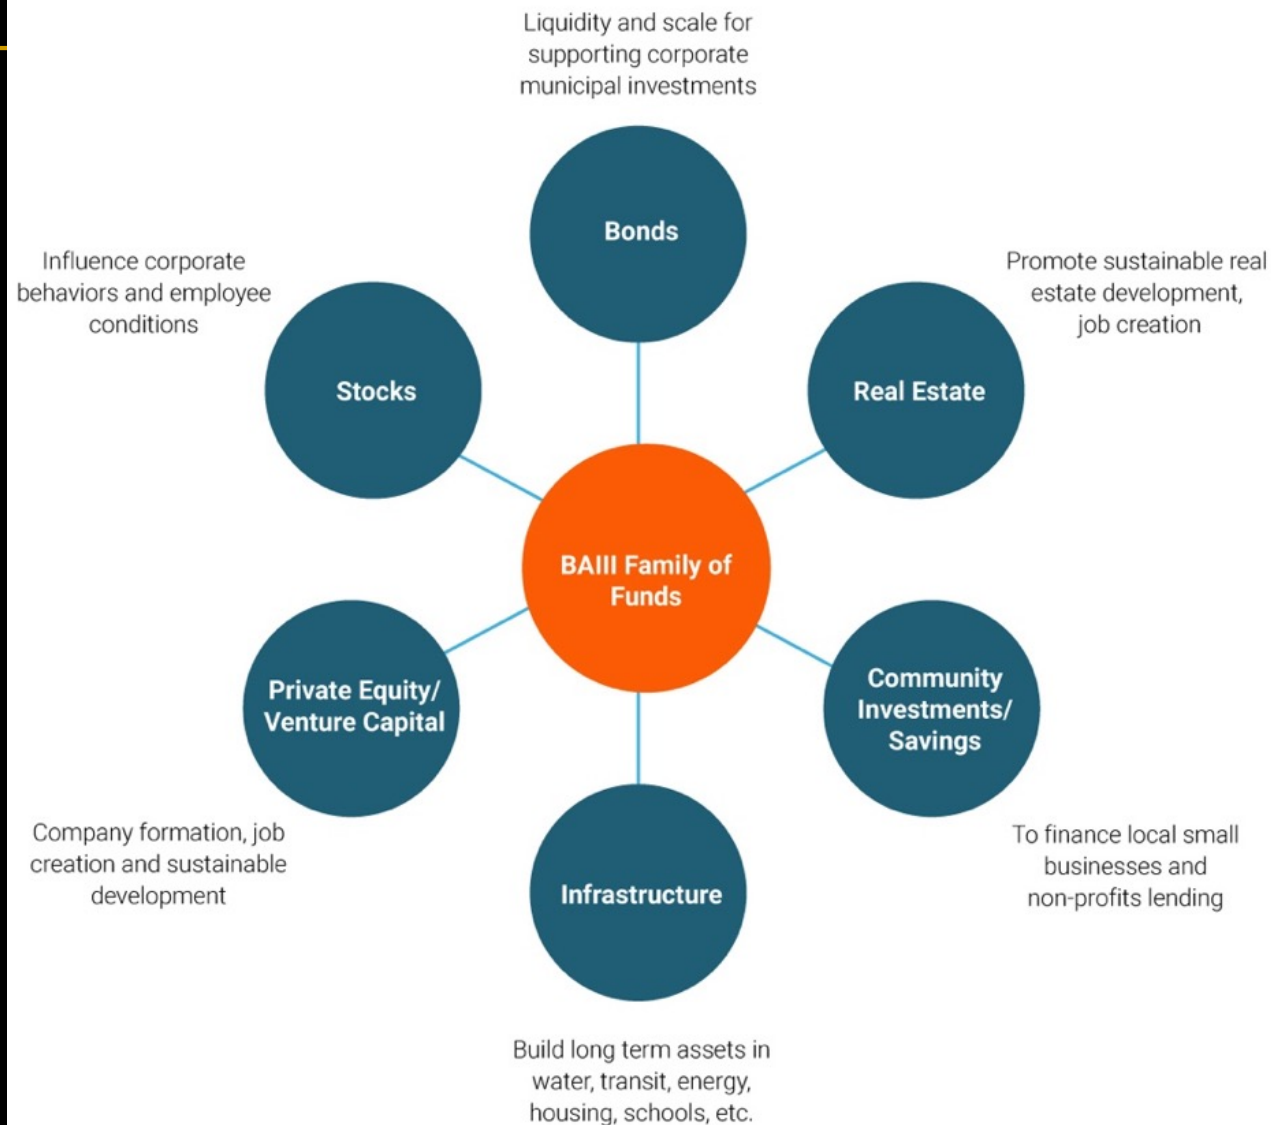 Liquidity and scale for
supporting corporate
municipal investments
Bonds
Influence corporate
behaviors and employee
conditions
Stocks
Promote sustainable real
estate development,
job creation
Real Estate
BAIII Family of
Funds
Private Equity/
Venture Capital
Company formation, job
creation and sustainable
development
Community
Investments/
Savings
To finance local small
businesses and
non-profits lending
Infrastructure
Build long term assets in
water, transit, energy,
housing, schools, etc.